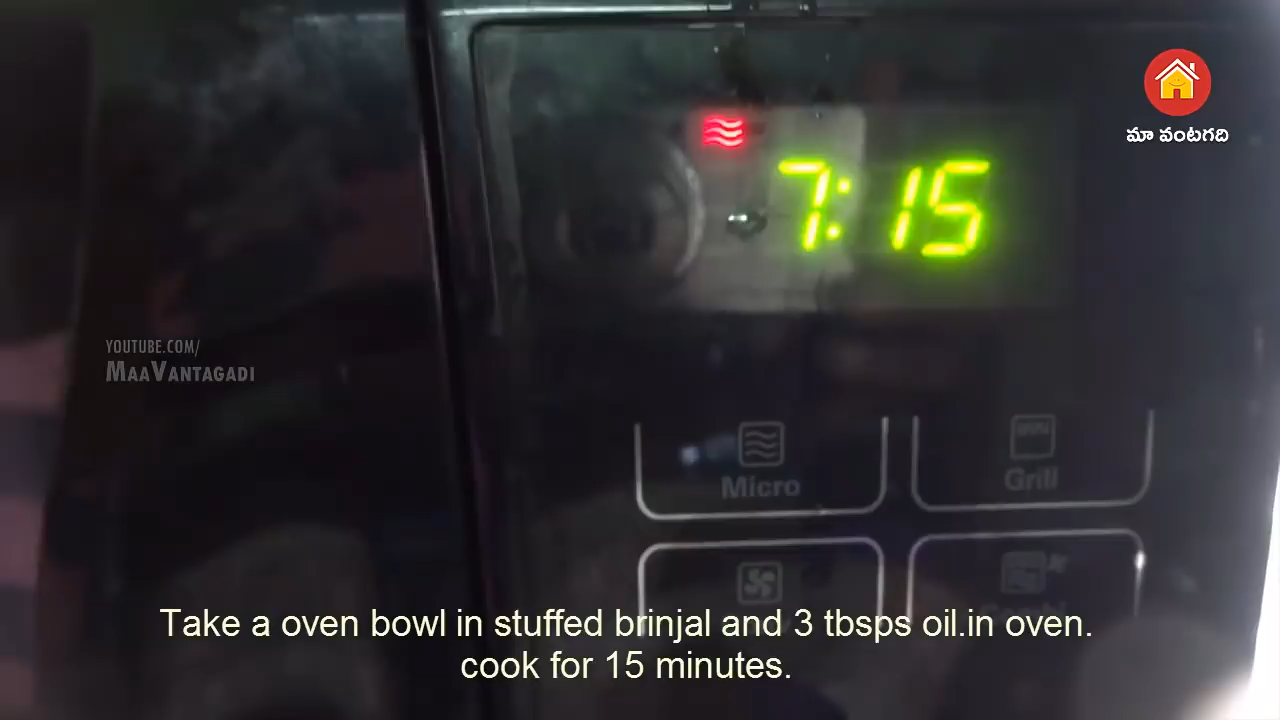 మా వంటగది
7:15
YOUTUBE.COM/
MAAVANTAGADI
Micro
Grill
Take a oven bowl in stuffed brinjal and 3 tbsps oil.in oven.
cook for 15 minutes.